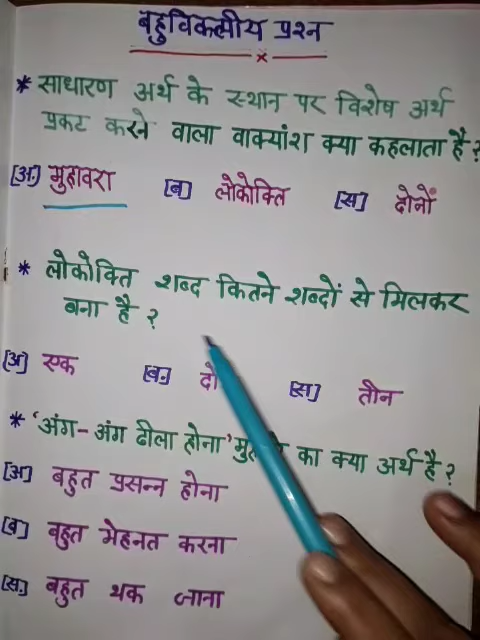 बहुविकल्पीय प्रश्न
* साधारण अर्थ के स्थान पर विशेष अर्थ
प्रकट करने वाला वाक्यांश क्या कहलाता है?
[अ.] मुहावरा [ब] लोकोक्ति [स] दोनों
* लोकोक्ति शब्द कितने शब्दों से मिलकर
बना है?
[अ] एक [ब.] दो [स] तीन
* 'अंग-अंग ढीला होना' का क्या अर्थ है?
[अ] बहुत प्रसन्न होना
[ब] बहुत मेहनत करना
[स.] बहुत थक जाना